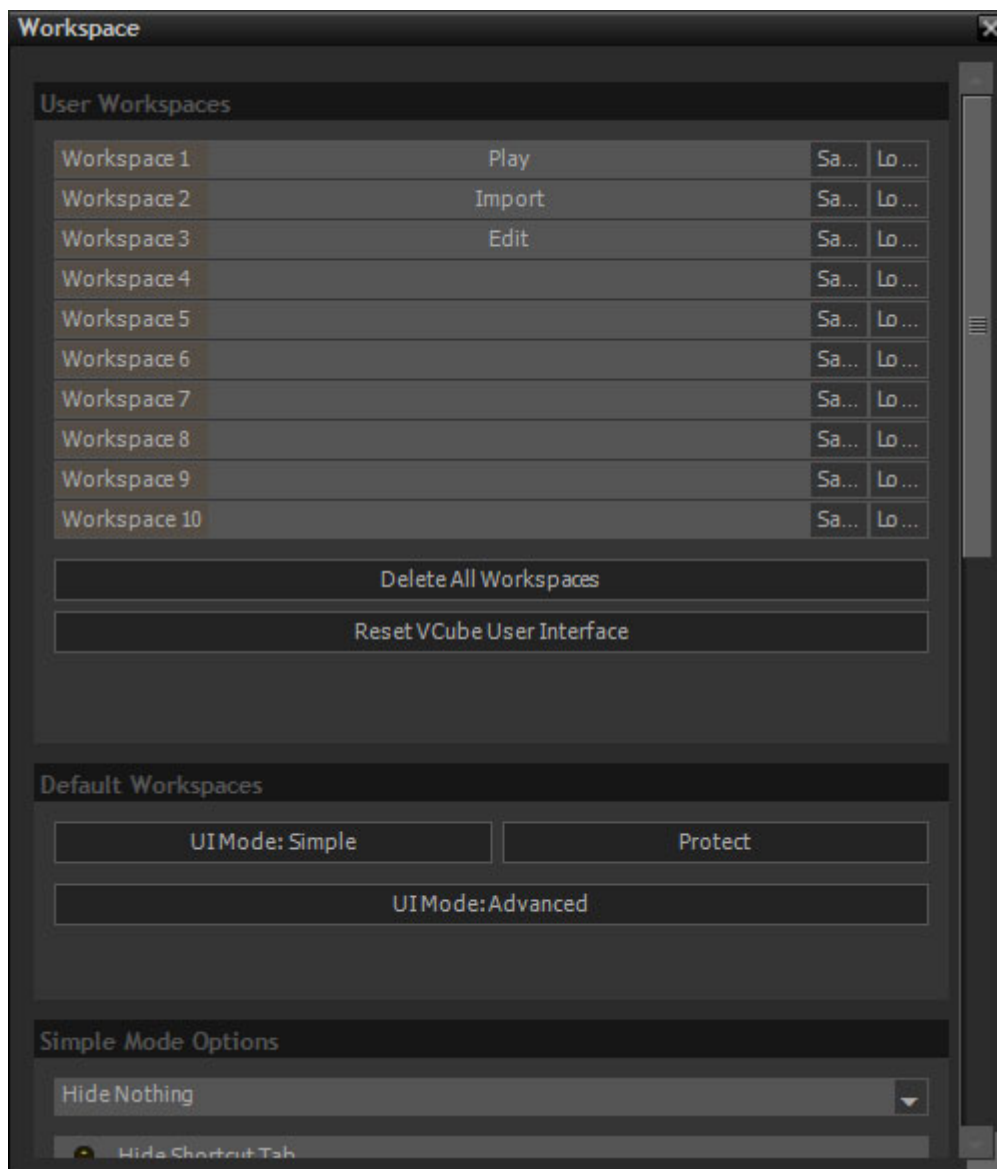 Workspace
User Workspaces
Workspace 1 Play Sa... Lo...
Workspace 2 Import Sa... Lo...
Workspace 3 Edit Sa... Lo...
Workspace 4 Sa... Lo...
Workspace 5 Sa... Lo...
Workspace 6 Sa... Lo...
Workspace 7 Sa... Lo...
Workspace 8 Sa... Lo...
Workspace 9 Sa... Lo...
Workspace 10 Sa... Lo...
Delete All Workspaces
Reset VCube User Interface
Default Workspaces
UI Mode: Simple Protect
UI Mode: Advanced
Simple Mode Options
Hide Nothing
Hide Shortcut Tab